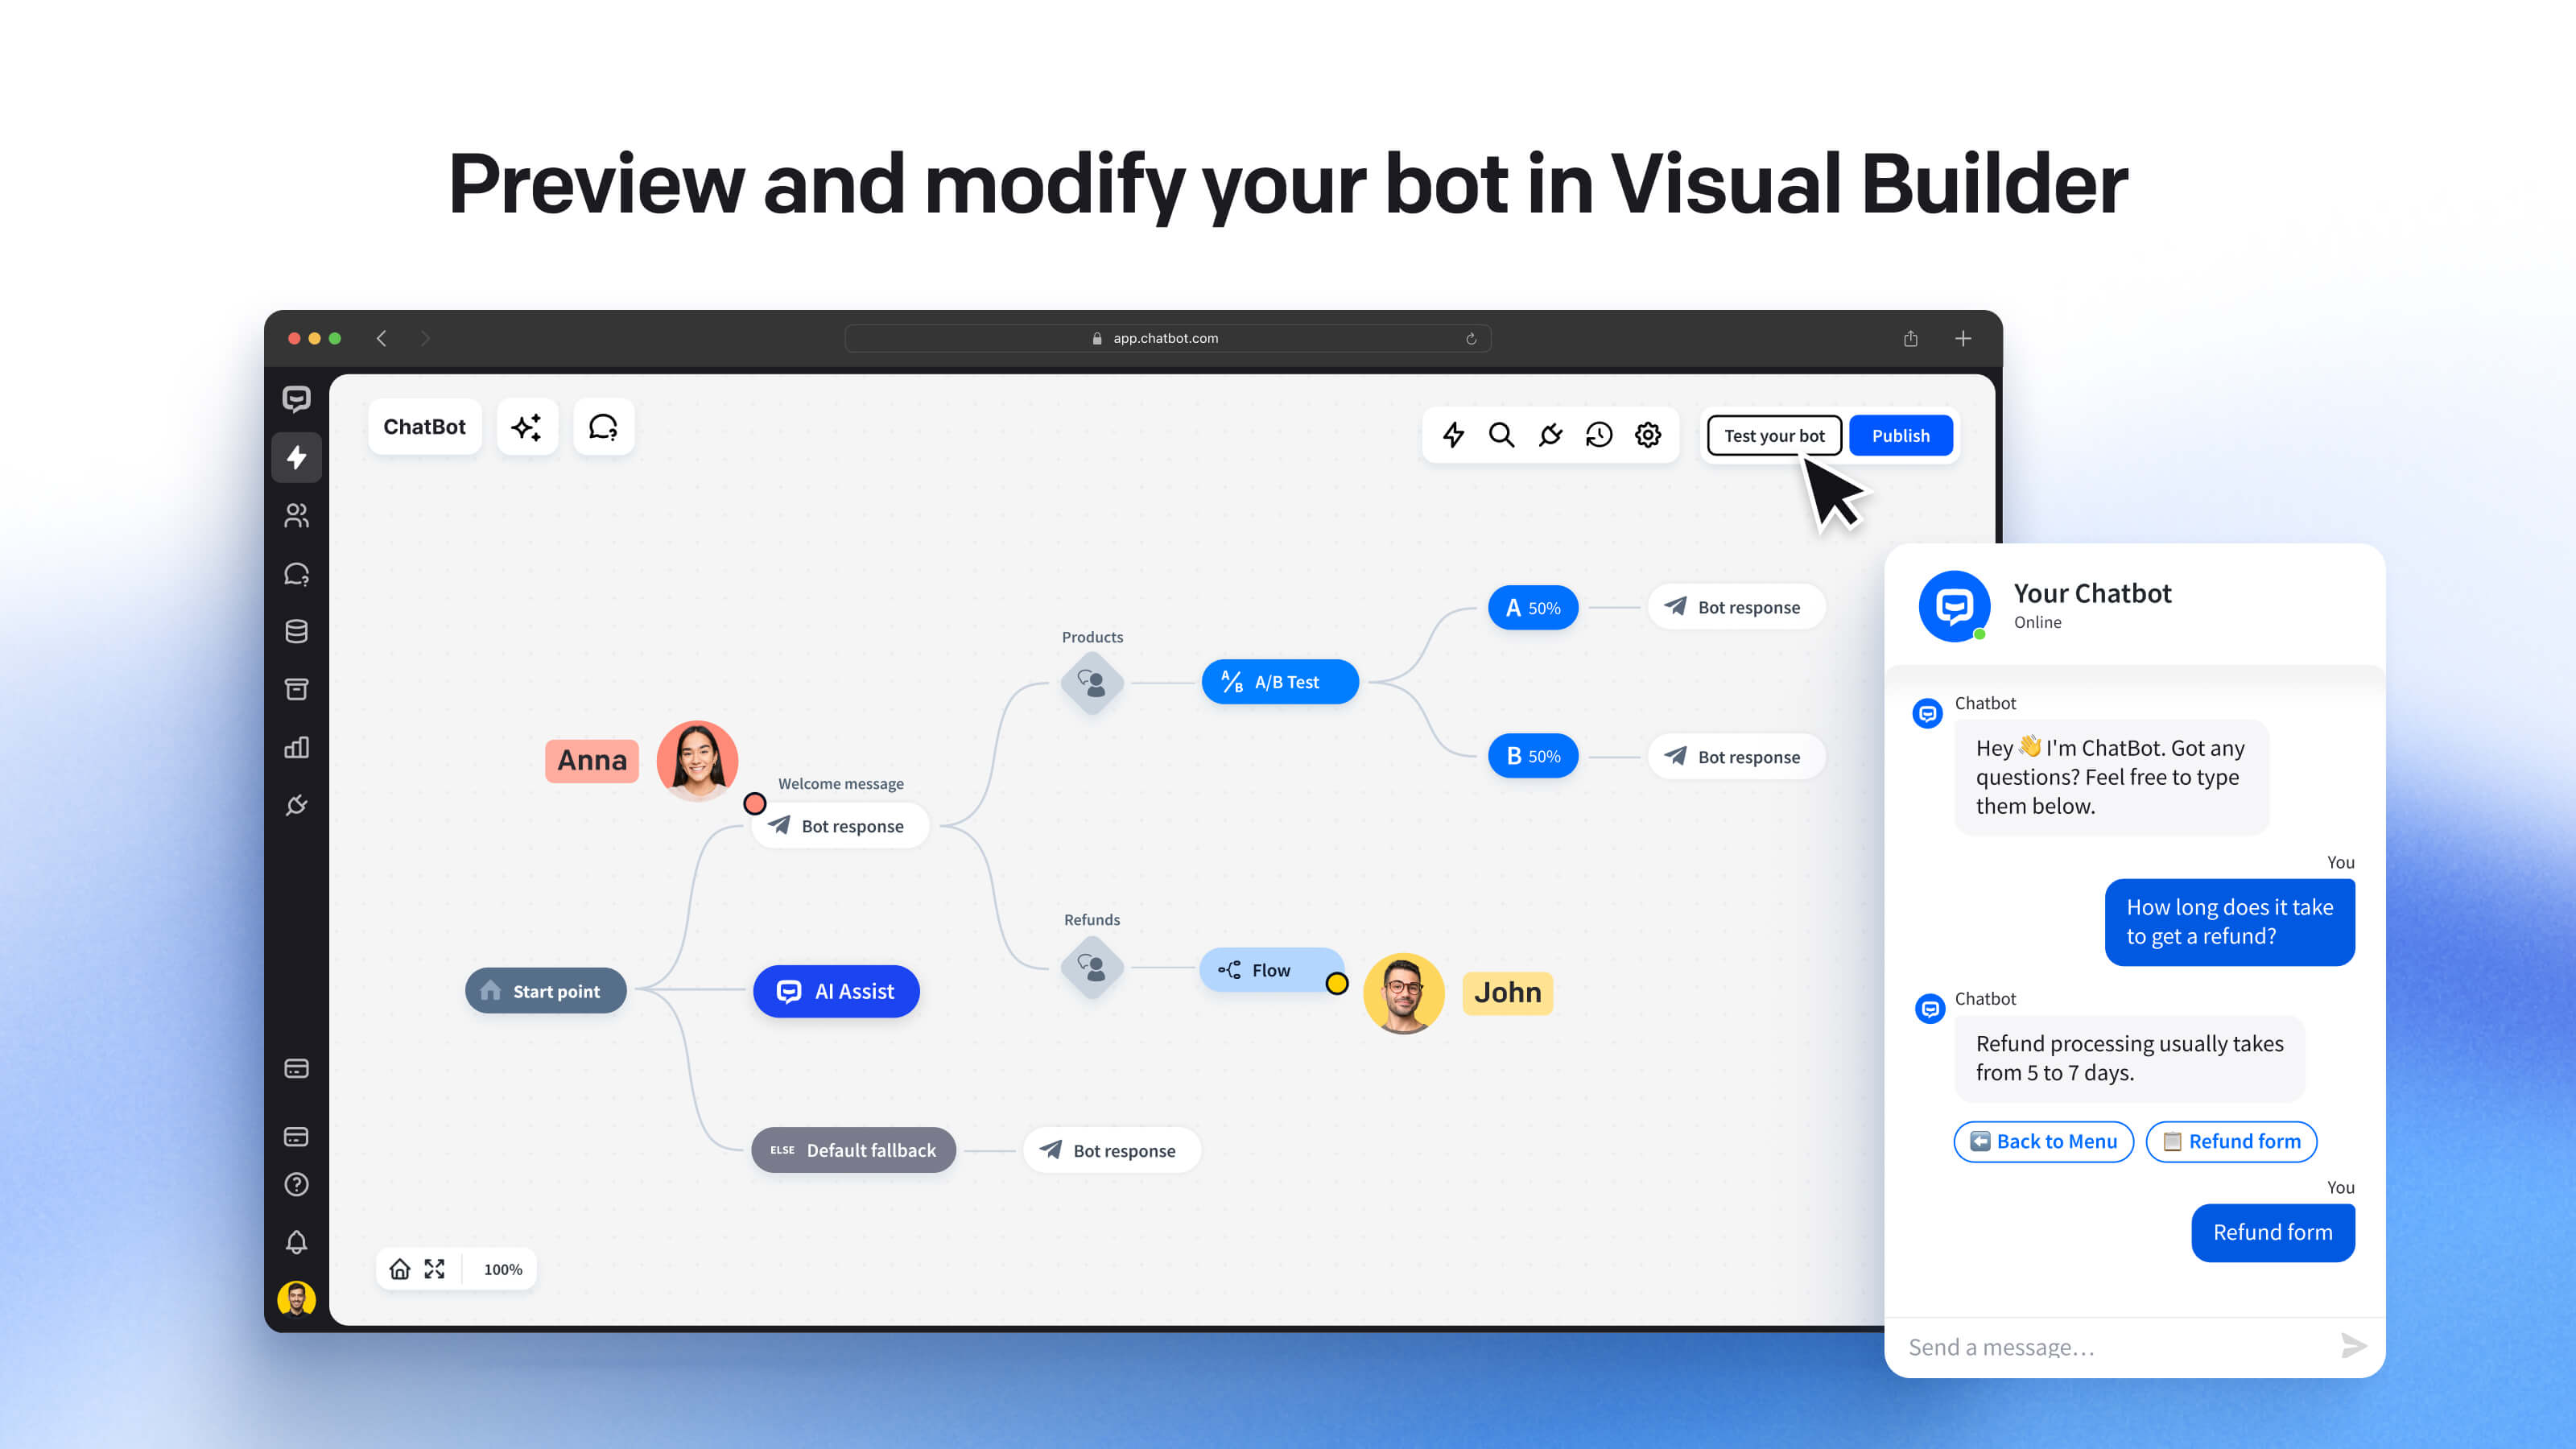 Preview and modify your bot in Visual Builder
app.chatbot.com
ChatBot
Test your bot
Publish
A 50%
Bot response
Products
A/B
A/B Test
B 50%
Bot response
Anna
Welcome message
Bot response
Refunds
Flow
John
Start point
AI Assist
ELSE Default fallback
Bot response
100%
Your Chatbot
Online
Chatbot
Hey 👋 I'm ChatBot. Got any
questions? Feel free to type
them below.
You
How long does it take
to get a refund?
Chatbot
Refund processing usually takes
from 5 to 7 days.
Back to Menu
Refund form
You
Refund form
Send a message...